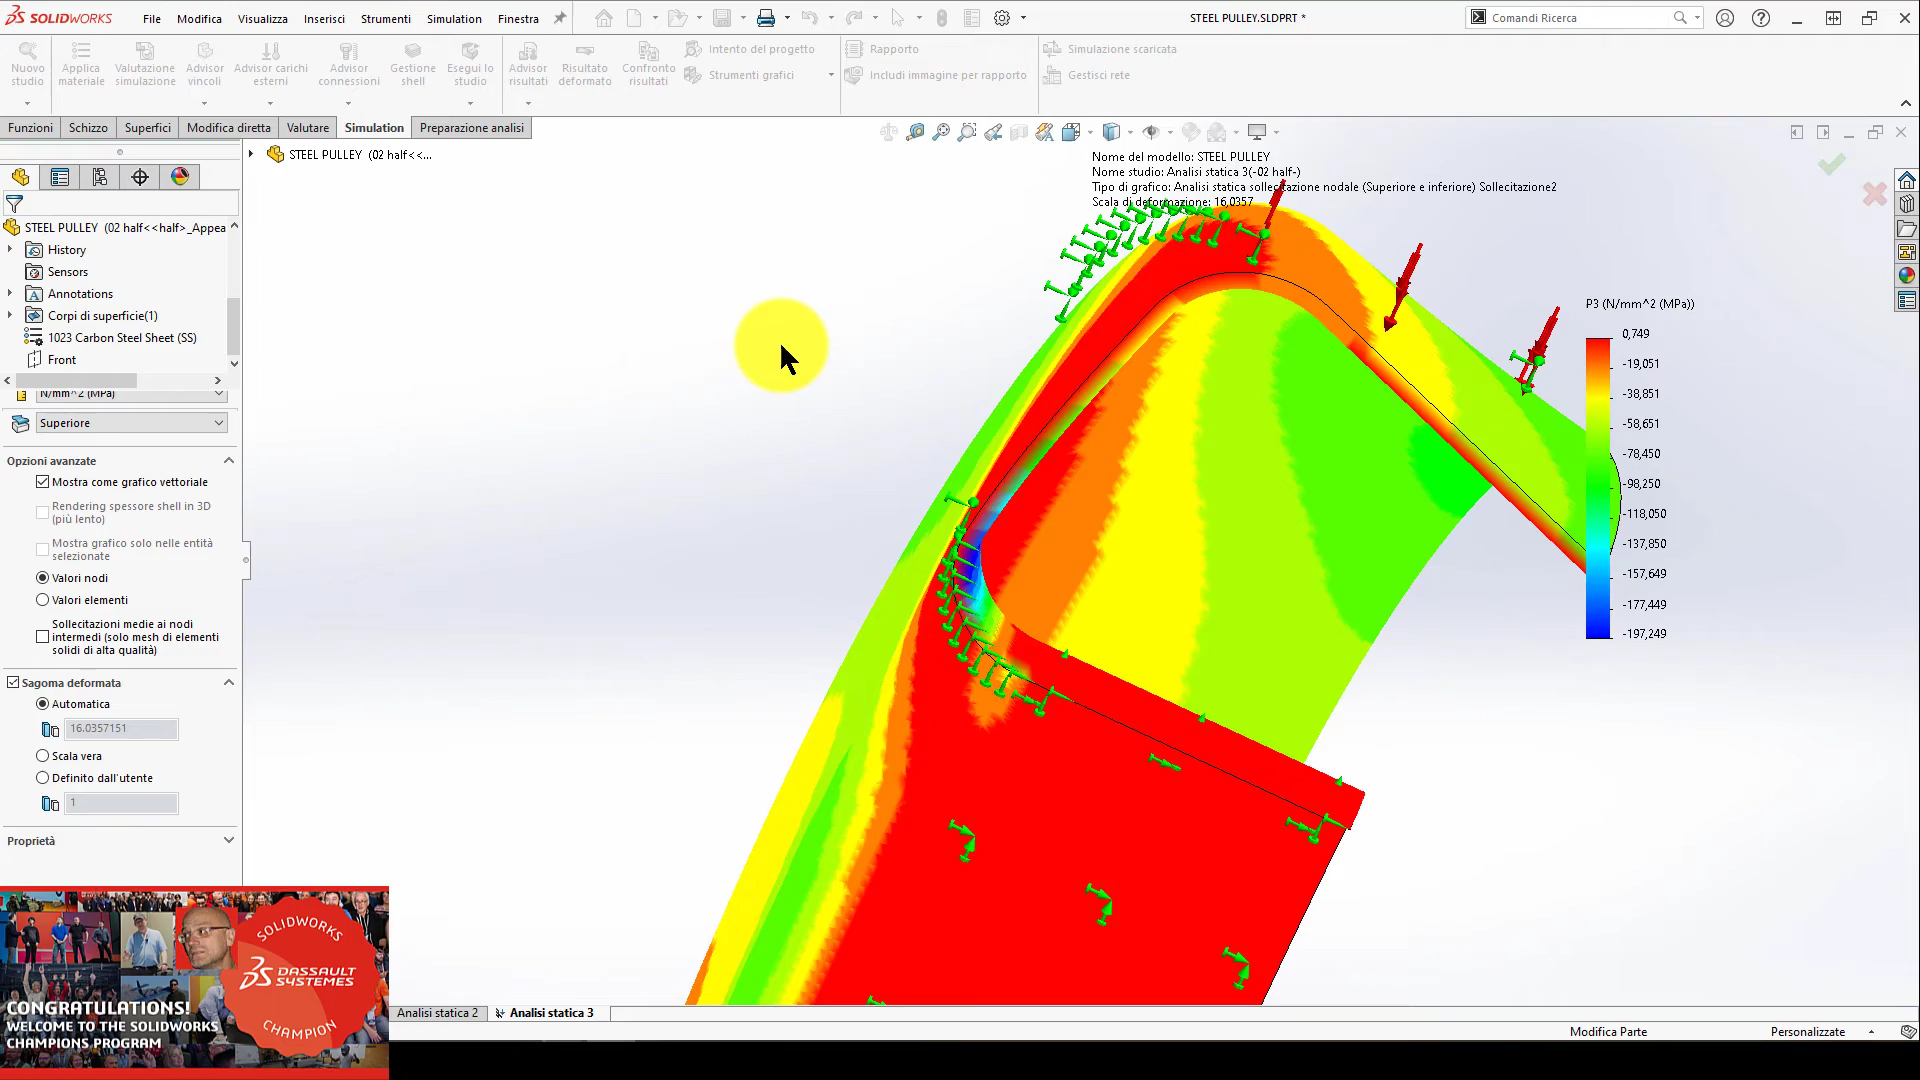 SOLIDWORKS
File
Modifica
Visualizza
Inserisci
Strumenti
Simulation
Finestra
STEEL PULLEY.SLDPRT *
Comandi Ricerca
Nuovo studio
Applica materiale
Valutazione simulazione
Advisor vincoli
Advisor carichi esterni
Advisor connessioni
Gestione shell
Esegui lo studio
Advisor risultati
Risultato deformato
Confronto risultati
Intento del progetto
Strumenti grafici
Rapporto
Includi immagine per rapporto
Simulazione scaricata
Gestisci rete
Funzioni
Schizzo
Superfici
Modifica diretta
Valutare
Simulation
Preparazione analisi
STEEL PULLEY (02 half<<...
Nome del modello: STEEL PULLEY
Nome studio: Analisi statica 3(-02 half-)
Tipo di grafico: Analisi statica sollecitazione nodale (Superiore e inferiore) Sollecitazione2
Scala di deformazione: 16,0357
STEEL PULLEY (02 half<<half>_Appea
History
Sensors
Annotations
Corpi di superficie(1)
1023 Carbon Steel Sheet (SS)
Front
N/mm^2 (MPa)
Superiore
Opzioni avanzate
Mostra come grafico vettoriale
Rendering spessore shell in 3D
(più lento)
Mostra grafico solo nelle entità
selezionate
Valori nodi
Valori elementi
Sollecitazioni medie ai nodi
intermedi (solo mesh di elementi
solidi di alta qualità)
Sagoma deformata
Automatica
16.0357151
Scala vera
Definito dall'utente
1
Proprietà
P3 (N/mm^2 (MPa))
0,749
-19,051
-38,851
-58,651
-78,450
-98,250
-118,050
-137,850
-157,649
-177,449
-197,249
SOLIDWORKS
DASSAULT
SYSTEMES
CHAMPION
CONGRATULATIONS!
WELCOME TO THE SOLIDWORKS
CHAMPIONS PROGRAM
Analisi statica 2
Analisi statica 3
Modifica Parte
Personalizzate